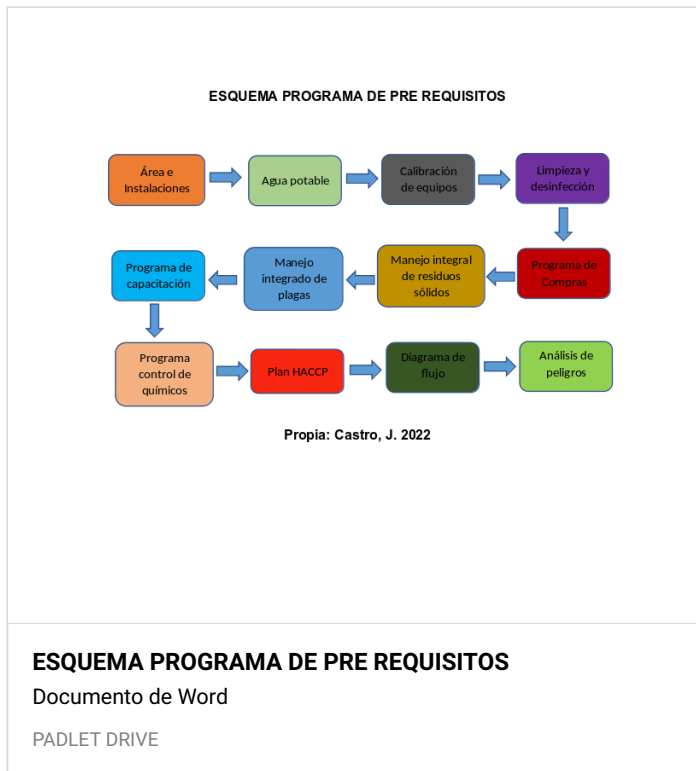 ESQUEMA PROGRAMA DE PRE REQUISITOS
Área e
Instalaciones
Agua potable
Calibración
de equipos
Limpieza y
desinfección
Programa de
Compras
Manejo integral
de residuos
sólidos
Manejo
integrado de
plagas
Programa de
capacitación
Programa
control de
químicos
Plan HACCP
Diagrama de
flujo
Análisis de
peligros
Propia: Castro, J. 2022
ESQUEMA PROGRAMA DE PRE REQUISITOS
Documento de Word
PADLET DRIVE